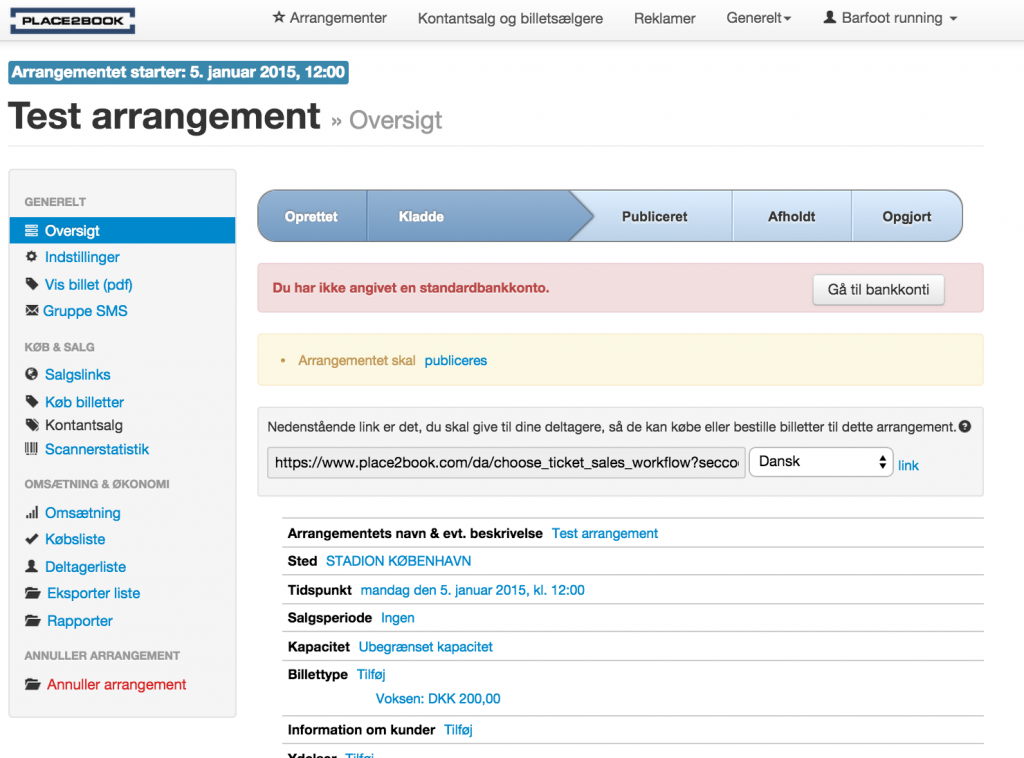 PLACE2BOOK
Arrangementer
Kontantsalg og billetsælgere
Reklamer
Generelt
Barfoot running
Arrangementet starter: 5. januar 2015, 12:00
Test arrangement » Oversigt
GENERELT
Oversigt
Indstillinger
Vis billet (pdf)
Gruppe SMS
KØB & SALG
Salgslinks
Køb billetter
Kontantsalg
Scannerstatistik
OMSÆTNING & ØKONOMI
Omsætning
Købsliste
Deltagerliste
Eksporter liste
Rapporter
ANNULLER ARRANGEMENT
Annuller arrangement
Oprettet
Kladde
Publiceret
Afholdt
Opgjort
Du har ikke angivet en standardbankkonto.
Gå til bankkonti
• Arrangementet skal publiceres
Nedenstående link er det, du skal give til dine deltagere, så de kan købe eller bestille billetter til dette arrangement.
https://www.place2book.com/da/choose_ticket_sales_workflow?secco
Dansk
link
Arrangementets navn & evt. beskrivelse Test arrangement
Sted STADION KØBENHAVN
Tidspunkt mandag den 5. januar 2015, kl. 12:00
Salgsperiode Ingen
Kapacitet Ubegrænset kapacitet
Billettype Tilføj
Voksen: DKK 200,00
Information om kunder Tilføj
Ydelser Tilføj